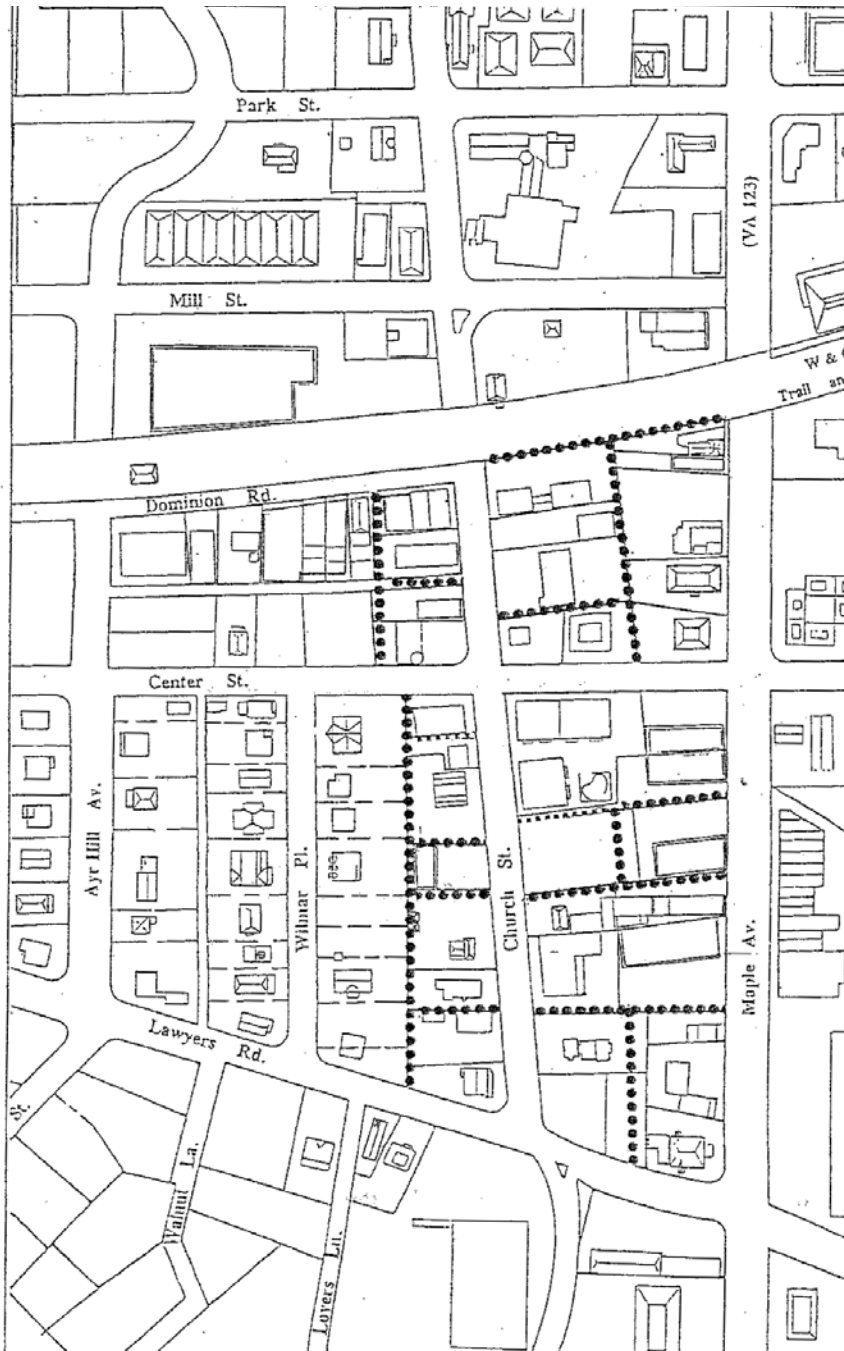 Park St.
(VA 123)
Mill St.
W &
Trail an
Dominion Rd.
Center St.
Ayr Hill Av.
Wilmar Pl.
Church St.
Maple Av.
Lawyers Rd.
St.
Walnut La.
Lovers Ln.